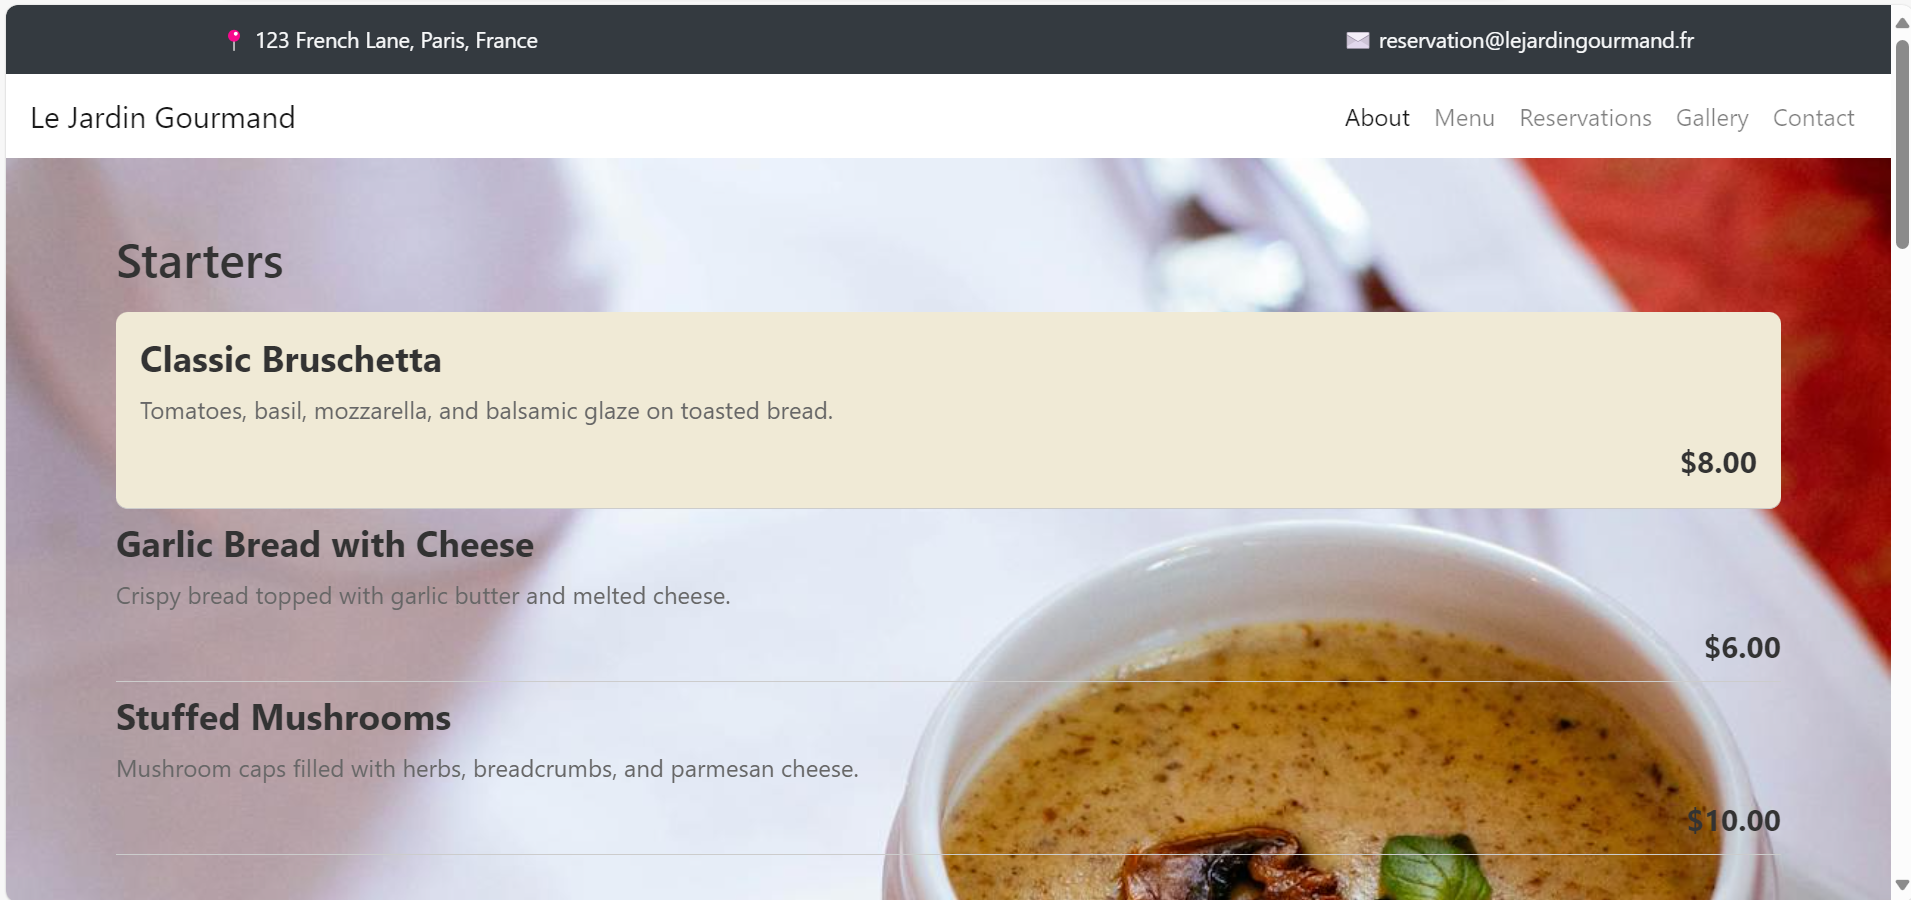 123 French Lane, Paris, France
reservation@lejardingourmand.fr
Le Jardin Gourmand
About Menu Reservations Gallery Contact
Starters
Classic Bruschetta
Tomatoes, basil, mozzarella, and balsamic glaze on toasted bread.
$8.00
Garlic Bread with Cheese
Crispy bread topped with garlic butter and melted cheese.
$6.00
Stuffed Mushrooms
Mushroom caps filled with herbs, breadcrumbs, and parmesan cheese.
$10.00